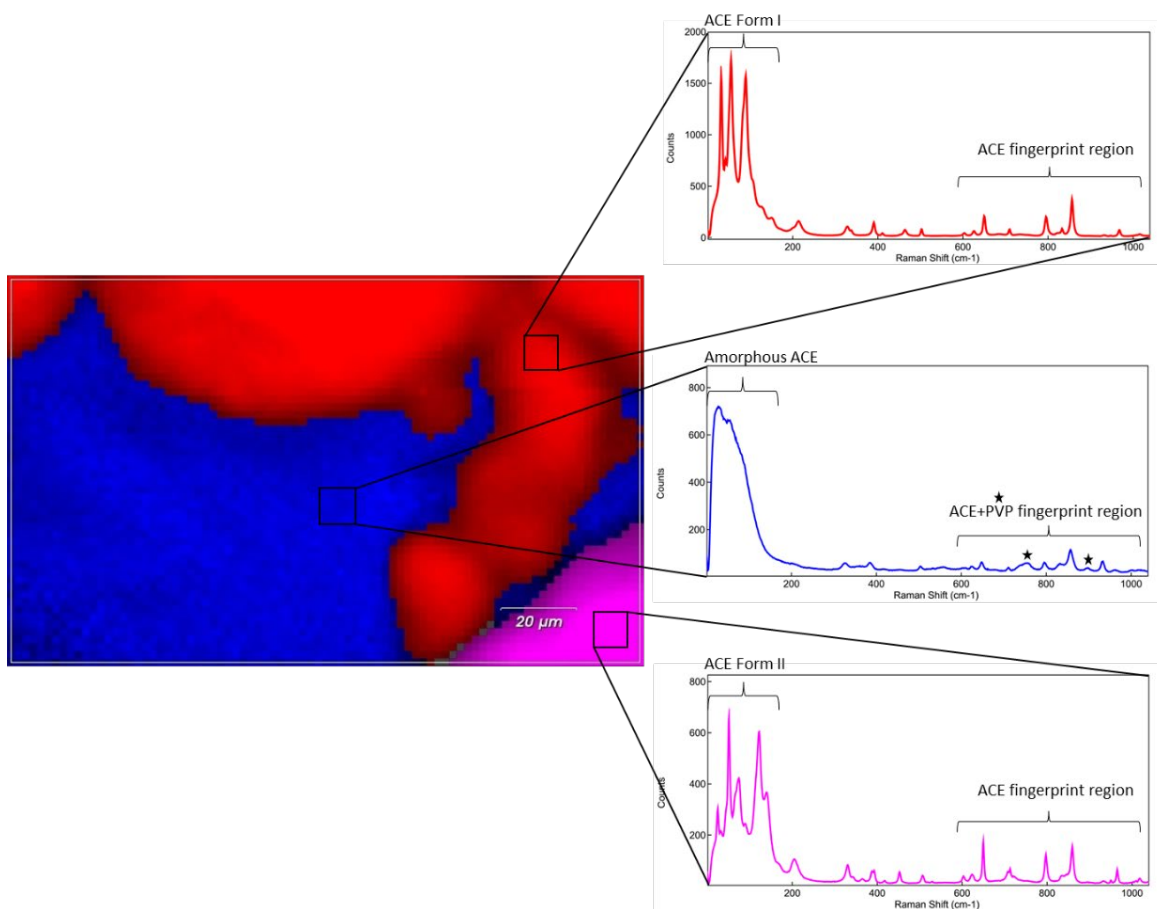 ACE Form I
2000
1500
1000
500
0
Counts
ACE fingerprint region
200
400
600
800
1000
Raman Shift (cm-1)
20 µm
Amorphous ACE
800
600
400
200
Counts
★
ACE+PVP fingerprint region
★ ★
200
400
600
800
1000
Raman Shift (cm-1)
ACE Form II
800
600
400
200
Counts
ACE fingerprint region
200
400
600
800
1000
Raman Shift (cm-1)